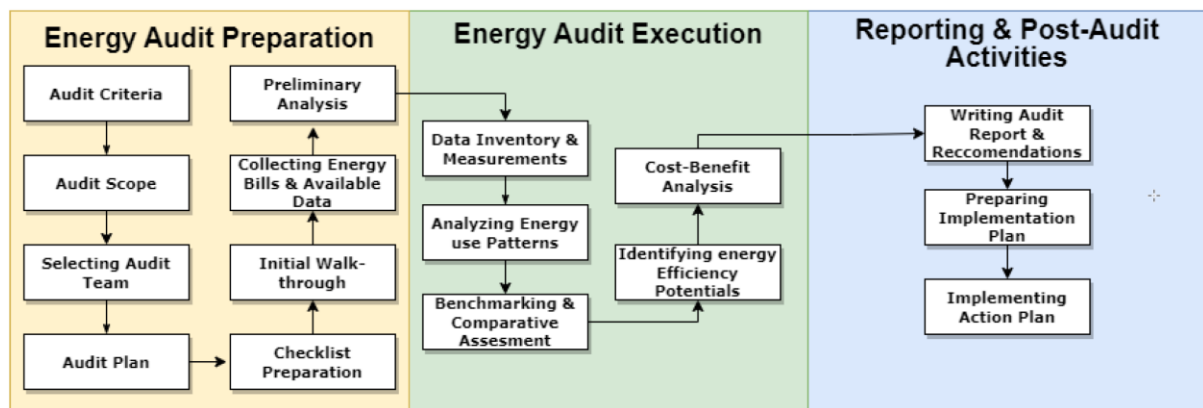 Energy Audit Preparation
Audit Criteria
Audit Scope
Selecting Audit
Team
Audit Plan
Checklist
Preparation
Initial Walk-
through
Collecting Energy
Bills & Available
Data
Preliminary
Analysis
Energy Audit Execution
Data Inventory &
Measurements
Analyzing Energy
use Patterns
Benchmarking &
Comparative
Assesment
Identifying energy
Efficiency
Potentials
Cost-Benefit
Analysis
Reporting & Post-Audit
Activities
Writing Audit
Report &
Reccomendations
Preparing
Implementation
Plan
Implementing
Action Plan